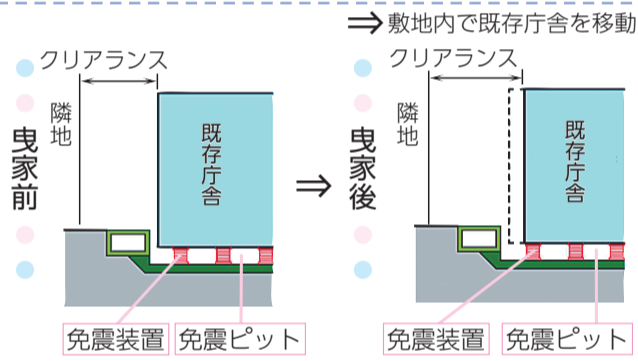 ⇒敷地内で既存庁舎を移動
クリアランス
隣地
曳家前
既存庁舎
免震装置
免震ピット
⇒
クリアランス
隣地
曳家後
既存庁舎
免震装置
免震ピット